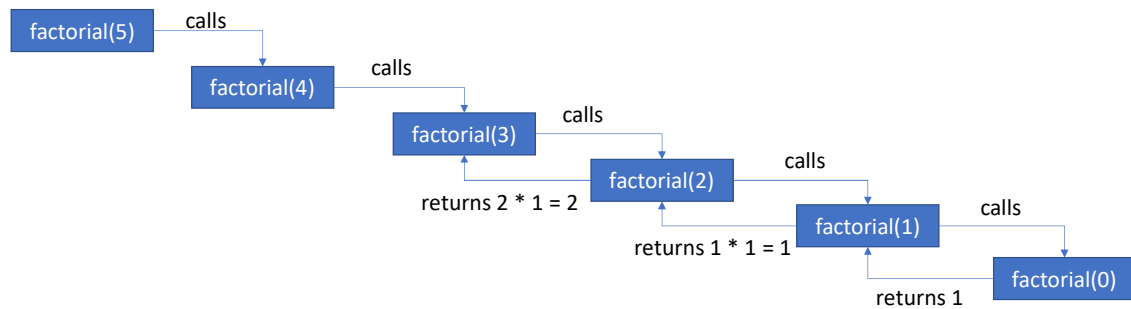 factorial(5)
calls
factorial(4)
calls
factorial(3)
calls
factorial(2)
calls
returns 2 * 1 = 2
factorial(1)
calls
returns 1 * 1 = 1
factorial(0)
returns 1